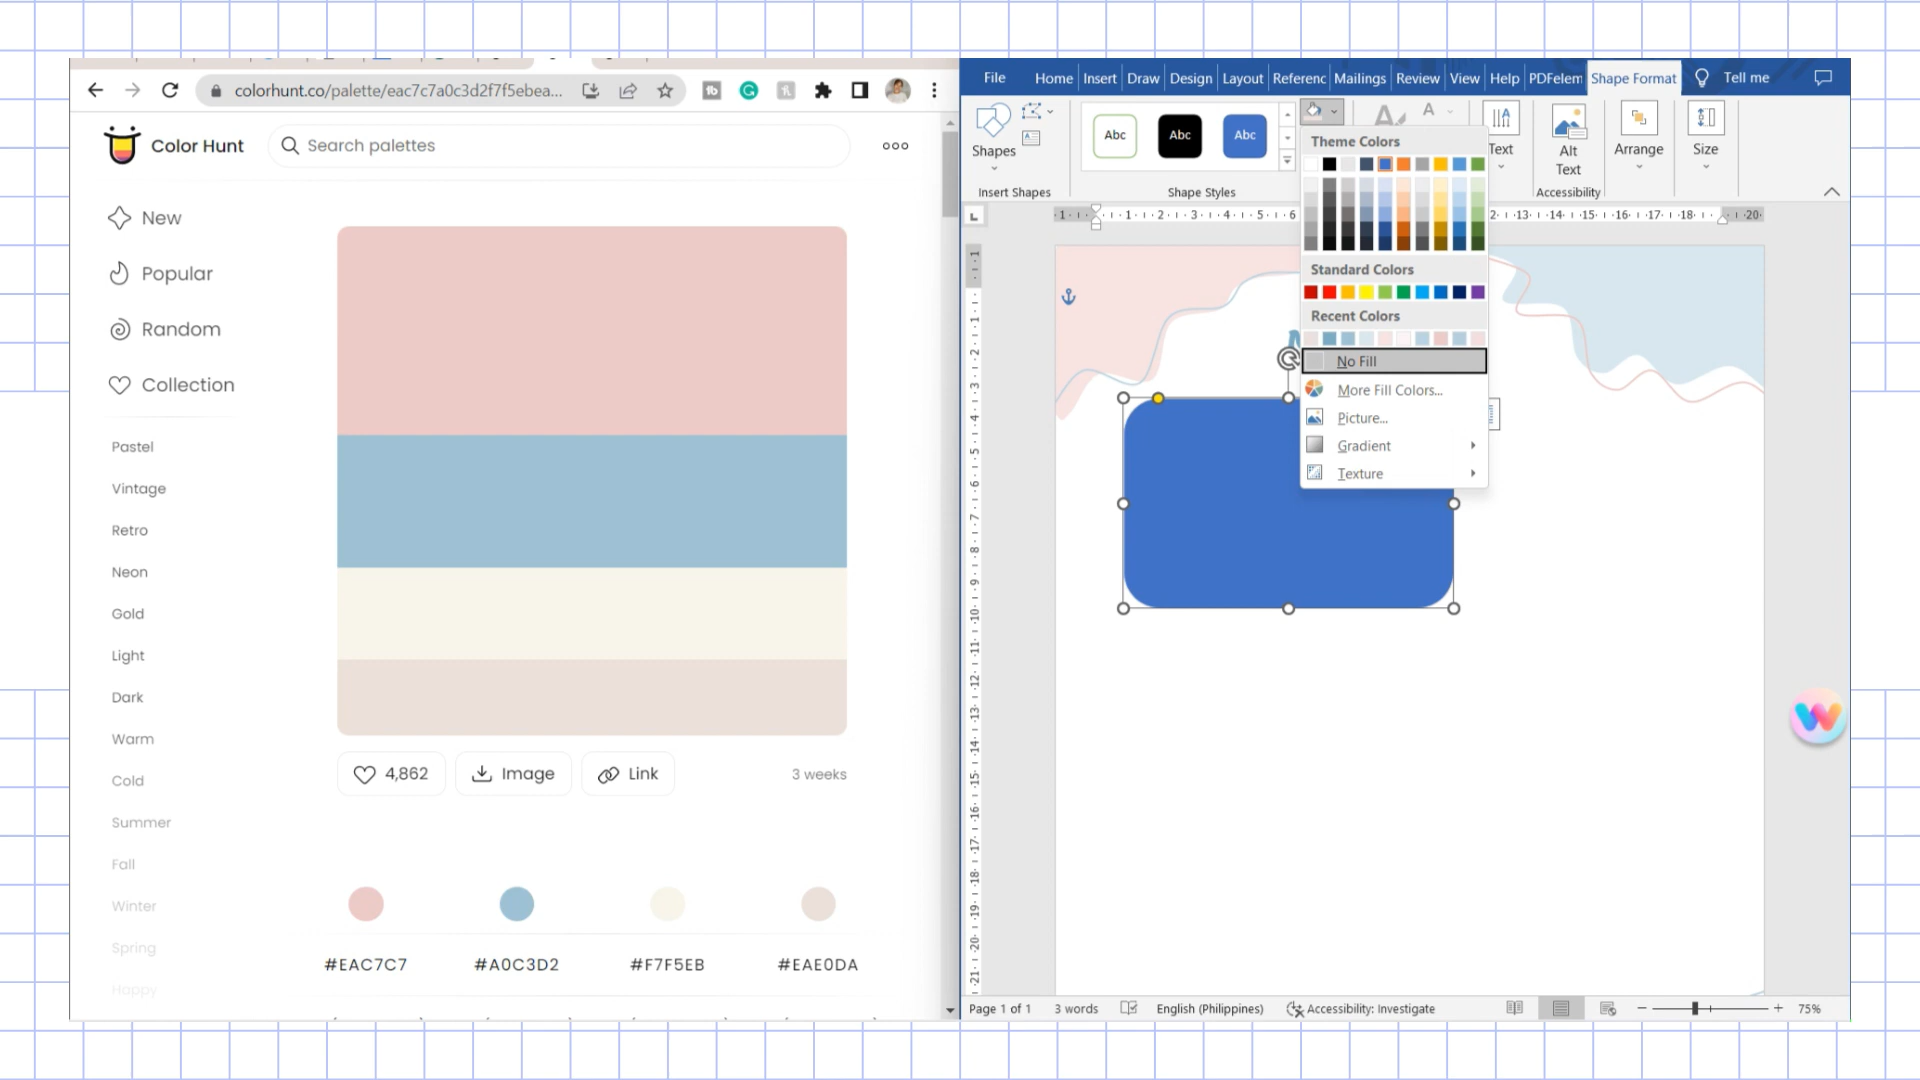 colorhunt.co/palette/eac7c7a0c3d2f7f5ebea...
Color Hunt
Search palettes
New
Popular
Random
Collection
Pastel
Vintage
Retro
Neon
Gold
Light
Dark
Warm
Cold
Summer
Fall
Winter
Spring
Happy
4,862
Image
Link
3 weeks
#EAC7C7 #A0C3D2 #F7F5EB #EAE0DA
File Home Insert Draw Design Layout Referenc Mailings Review View Help PDFelem Shape Format Tell me
Shapes
Insert Shapes
Abc Abc Abc
Shape Styles
Text
Alt
Text
Accessibility
Arrange
Size
Theme Colors
Standard Colors
Recent Colors
No Fill
More Fill Colors...
Picture...
Gradient
Texture
Page 1 of 1 3 words English (Philippines) Accessibility: Investigate 75%